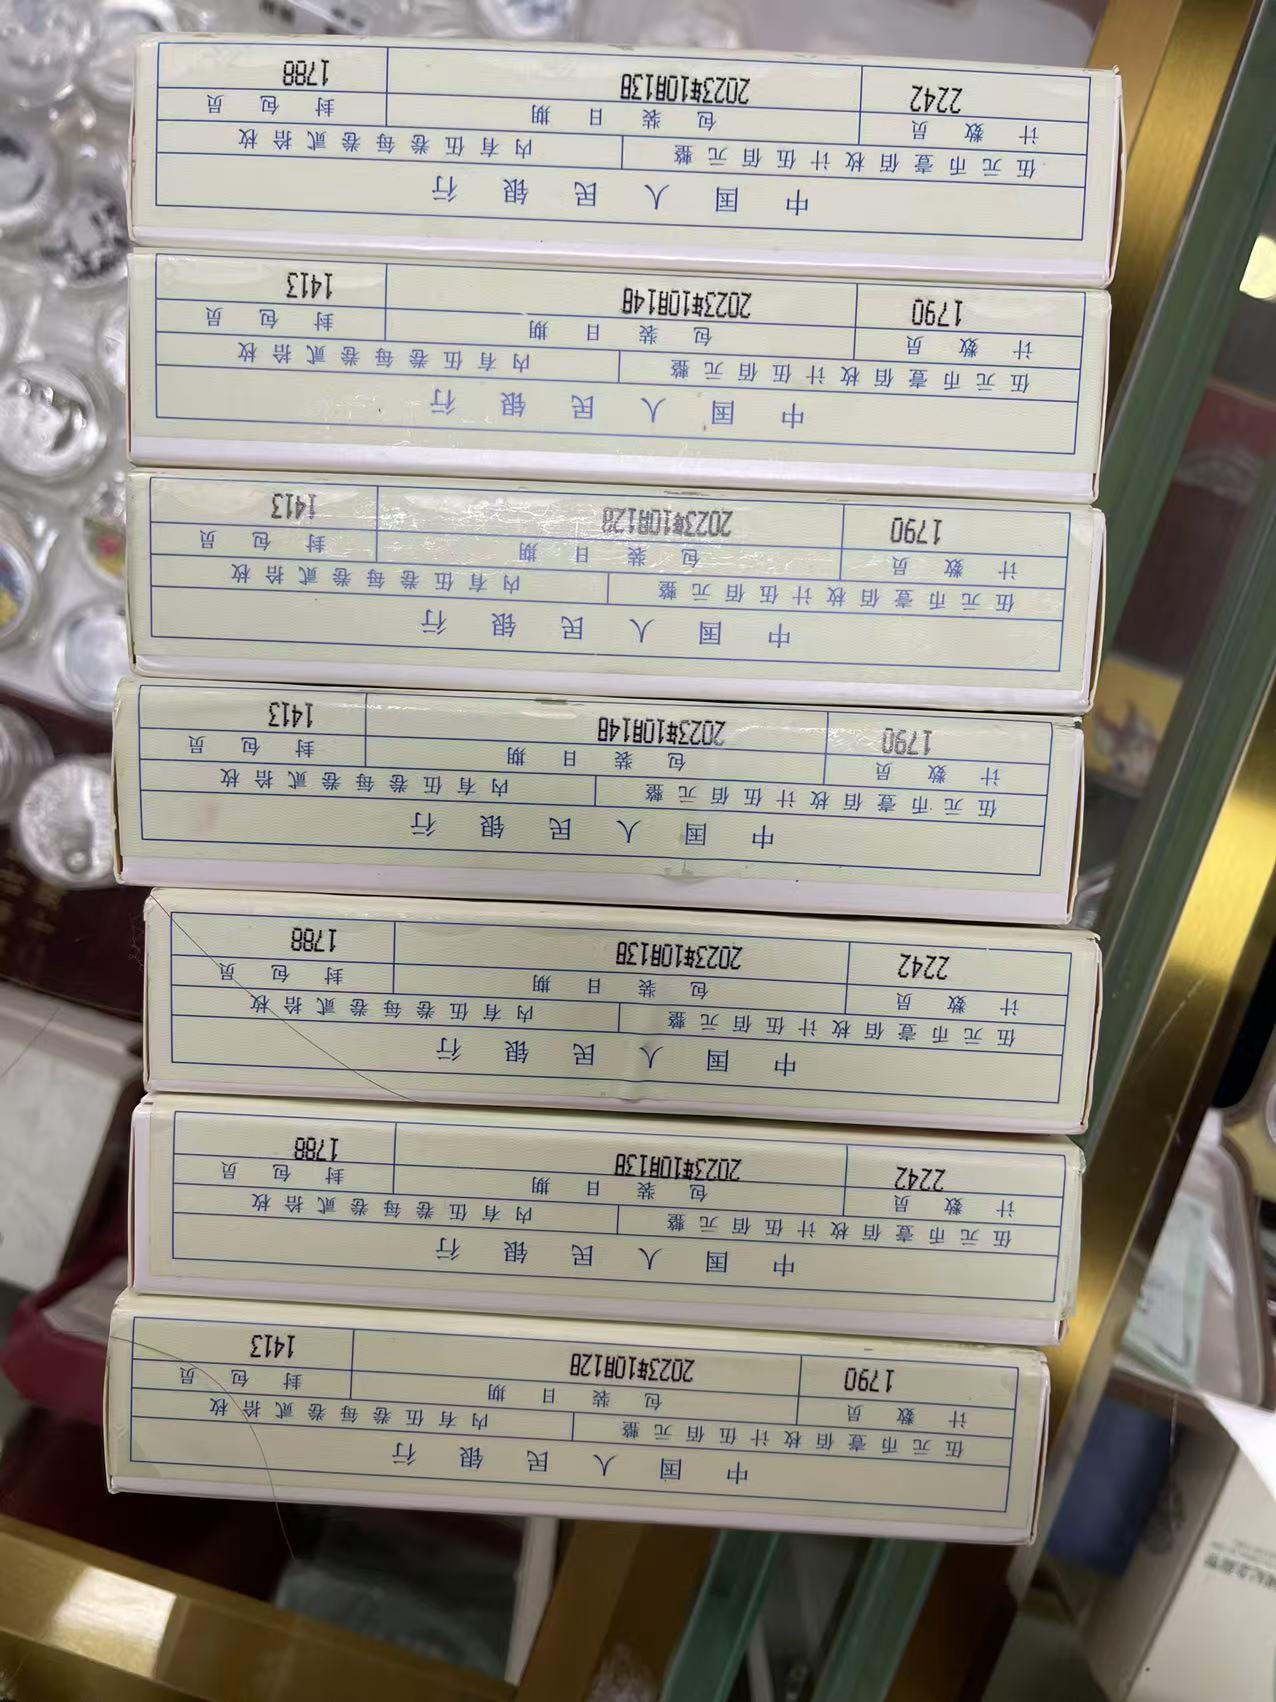 中国人民银行
伍元币壹佰枚计伍佰元整 内有伍卷每卷贰拾枚
计数员 包装日期 封包员
1790 2023年10月12日 1413
中国人民银行
伍元币壹佰枚计伍佰元整 内有伍卷每卷贰拾枚
计数员 包装日期 封包员
2242 2023年10月13日 1788
中国人民银行
伍元币壹佰枚计伍佰元整 内有伍卷每卷贰拾枚
计数员 包装日期 封包员
2242 2023年10月13日 1788
中国人民银行
伍元币壹佰枚计伍佰元整 内有伍卷每卷贰拾枚
计数员 包装日期 封包员
1790 2023年10月14日 1413
中国人民银行
伍元币壹佰枚计伍佰元整 内有伍卷每卷贰拾枚
计数员 包装日期 封包员
1790 2023年10月12日 1413
中国人民银行
伍元币壹佰枚计伍佰元整 内有伍卷每卷贰拾枚
计数员 包装日期 封包员
1790 2023年10月14日 1413
中国人民银行
伍元币壹佰枚计伍佰元整 内有伍卷每卷贰拾枚
计数员 包装日期 封包员
2242 2023年10月13日 1788